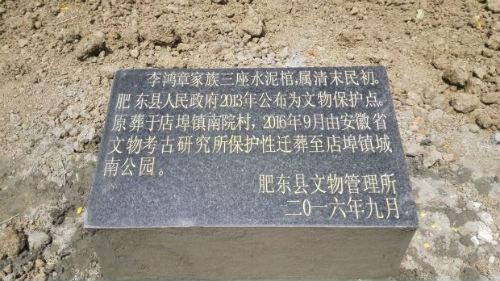 李鸿章家族三座水泥棺,属清末民初。
肥东县人民政府2013年公布为文物保护点。
原葬于店埠镇南院村，2016年9月由安徽省
文物考古研究所保护性迁葬至店埠镇城
南公园。
肥东县文物管理所
二〇一六年九月